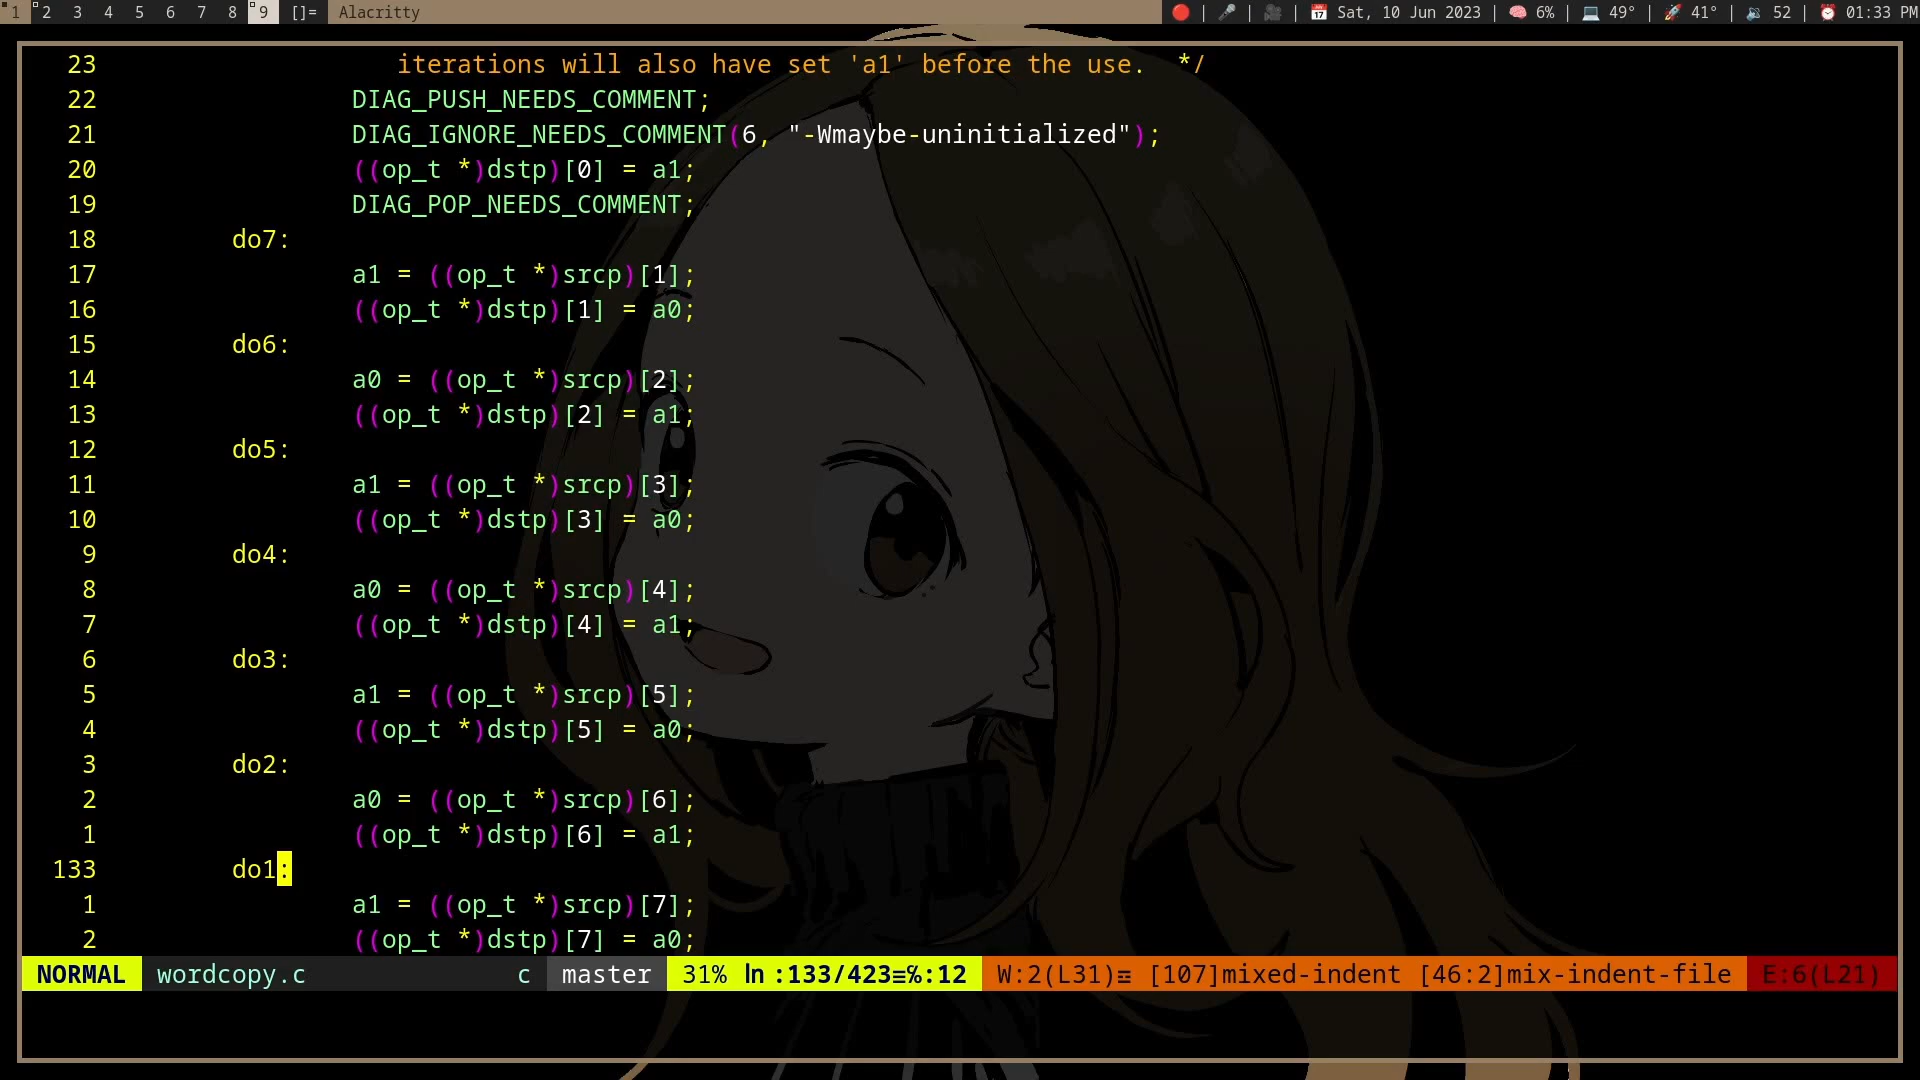 1 2 3 4 5 6 7 8 9 []= Alacritty | | | Sat, 10 Jun 2023 | 6% | 49° | 41° | 52 | 01:33 PM
23 iterations will also have set 'a1' before the use. */
22 DIAG_PUSH_NEEDS_COMMENT;
21 DIAG_IGNORE_NEEDS_COMMENT(6, "-Wmaybe-uninitialized");
20 ((op_t *)dstp)[0] = a1;
19 DIAG_POP_NEEDS_COMMENT;
18 do7:
17 a1 = ((op_t *)srcp)[1];
16 ((op_t *)dstp)[1] = a0;
15 do6:
14 a0 = ((op_t *)srcp)[2];
13 ((op_t *)dstp)[2] = a1;
12 do5:
11 a1 = ((op_t *)srcp)[3];
10 ((op_t *)dstp)[3] = a0;
9 do4:
8 a0 = ((op_t *)srcp)[4];
7 ((op_t *)dstp)[4] = a1;
6 do3:
5 a1 = ((op_t *)srcp)[5];
4 ((op_t *)dstp)[5] = a0;
3 do2:
2 a0 = ((op_t *)srcp)[6];
1 ((op_t *)dstp)[6] = a1;
133 do1:
1 a1 = ((op_t *)srcp)[7];
2 ((op_t *)dstp)[7] = a0;
NORMAL wordcopy.c c master 31% ln :133/423≡℅:12 W:2(L31)≡ [107]mixed-indent [46:2]mix-indent-file E:6(L21)